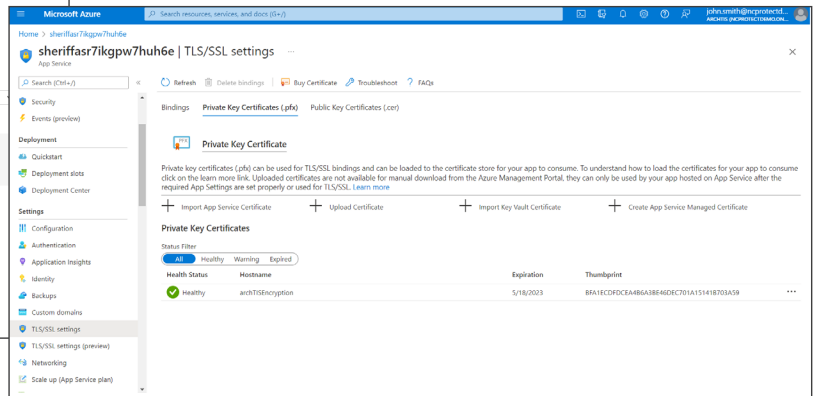 Microsoft Azure
Search resources, services, and docs (G+/)
john.smith@ncprotectd...
ARCHTIS (NCPROTECTDEMO.ON...
Home > sheriffasr7ikgpw7huh6e
sheriffasr7ikgpw7huh6e | TLS/SSL settings ...
App Service
Search (Ctrl+/)
Refresh Delete bindings Buy Certificate Troubleshoot FAQs
Security
Events (preview)
Deployment
Quickstart
Deployment slots
Deployment Center
Settings
Configuration
Authentication
Application Insights
Identity
Backups
Custom domains
TLS/SSL settings
TLS/SSL settings (preview)
Networking
Scale up (App Service plan)
Bindings Private Key Certificates (.pfx) Public Key Certificates (.cer)
PFX
Private Key Certificate
Private key certificates (.pfx) can be used for TLS/SSL bindings and can be loaded to the certificate store for your app to consume. To understand how to load the certificates for your app to consume
click on the learn more link. Uploaded certificates are not available for manual download from the Azure Management Portal, they can only be used by your app hosted on App Service after the
required App Settings are set properly or used for TLS/SSL. Learn more
Import App Service Certificate Upload Certificate Import Key Vault Certificate Create App Service Managed Certificate
Private Key Certificates
Status Filter
All Healthy Warning Expired
Health Status Hostname Expiration Thumbprint
Healthy archTISEncryption 5/18/2023